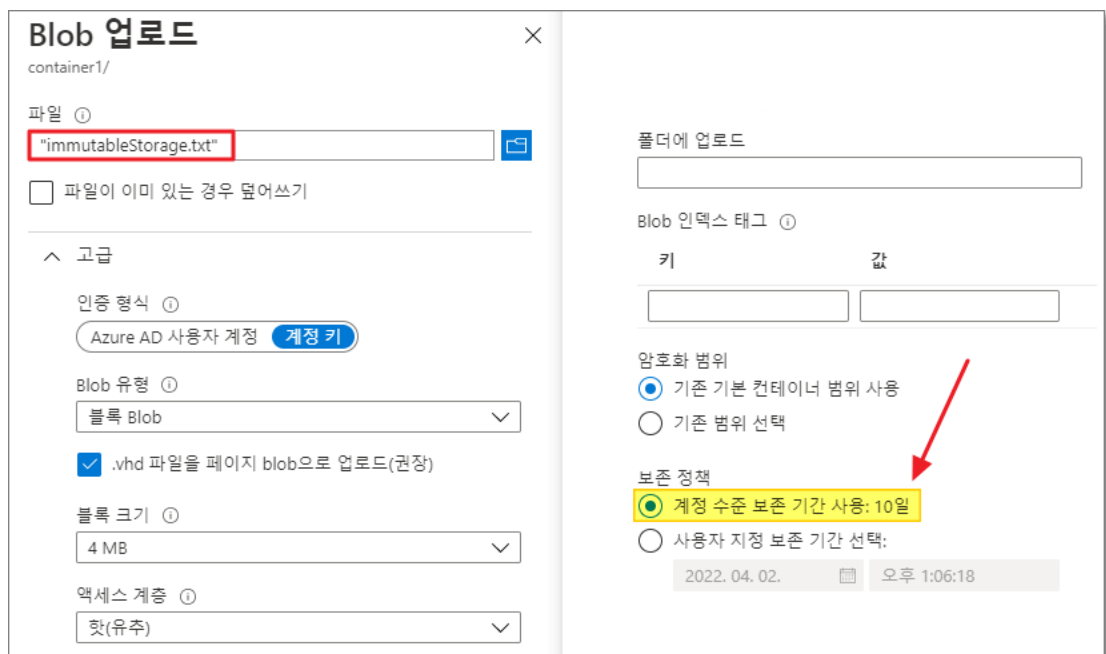 Blob 업로드
container1/
파일
"immutableStorage.txt"
파일이 이미 있는 경우 덮어쓰기
고급
인증 형식
Azure AD 사용자 계정 계정 키
Blob 유형
블록 Blob
.vhd 파일을 페이지 blob으로 업로드(권장)
블록 크기
4 MB
액세스 계층
핫(유추)
폴더에 업로드
Blob 인덱스 태그
키 값
암호화 범위
기존 기본 컨테이너 범위 사용
기존 범위 선택
보존 정책
계정 수준 보존 기간 사용: 10일
사용자 지정 보존 기간 선택:
2022. 04. 02. 오후 1:06:18